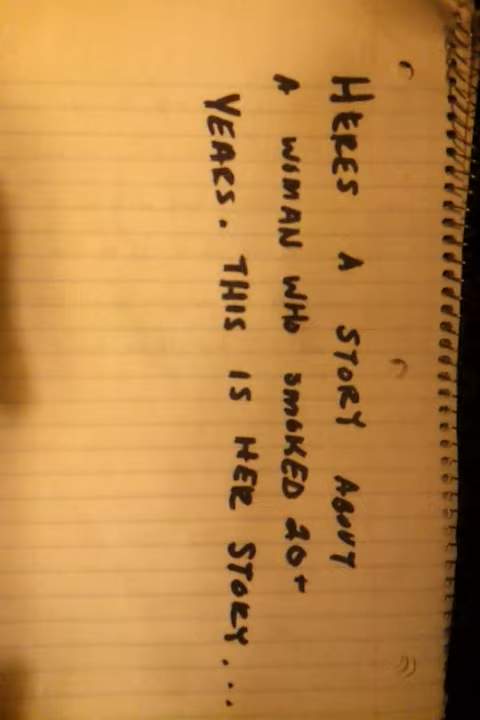 HERES A STORY ABOUT
A WOMAN WHO SMOKED 20+
YEARS. THIS IS HER STORY...